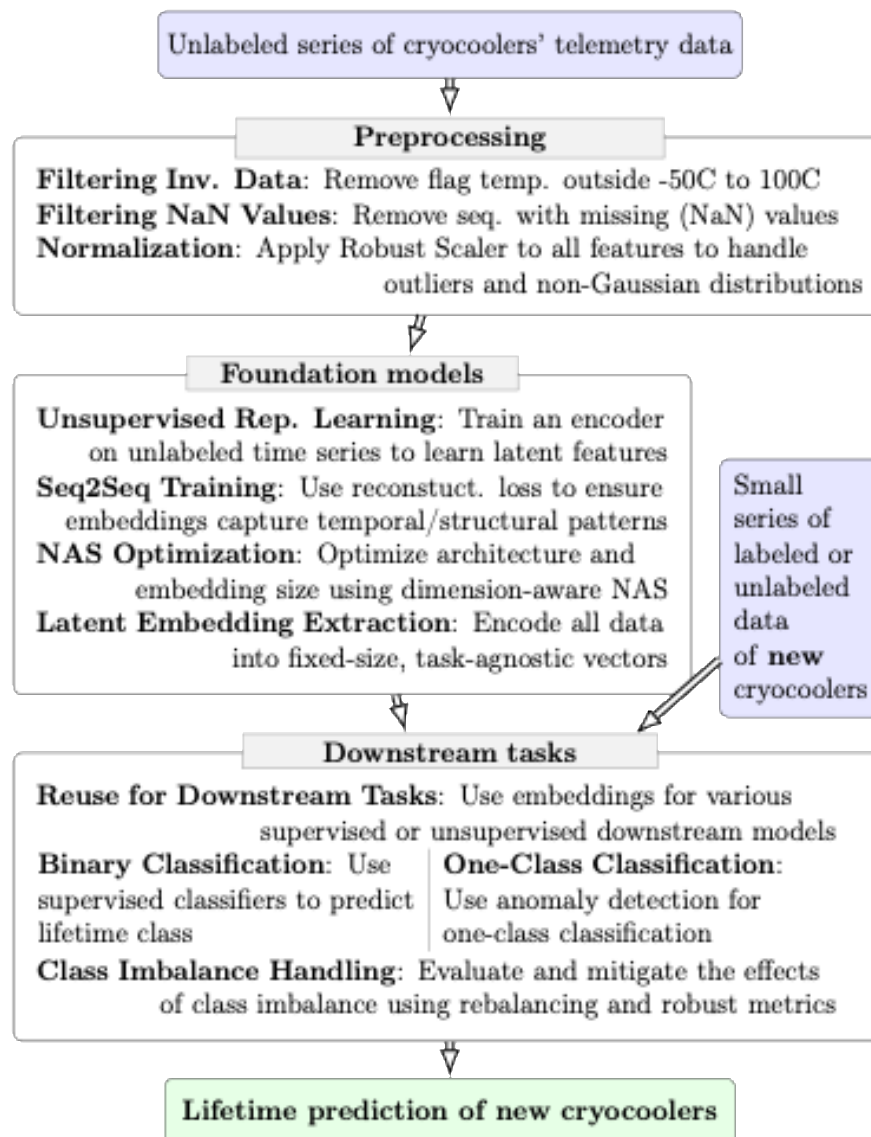 Unlabeled series of cryocoolers' telemetry data
Preprocessing
Filtering Inv. Data: Remove flag temp. outside -50C to 100C
Filtering NaN Values: Remove seq. with missing (NaN) values
Normalization: Apply Robust Scaler to all features to handle
outliers and non-Gaussian distributions
Foundation models
Unsupervised Rep. Learning: Train an encoder
on unlabeled time series to learn latent features
Seq2Seq Training: Use reconstuct. loss to ensure
embeddings capture temporal/structural patterns
NAS Optimization: Optimize architecture and
embedding size using dimension-aware NAS
Latent Embedding Extraction: Encode all data
into fixed-size, task-agnostic vectors
Small
series of
labeled or
unlabeled
data
of new
cryocoolers
Downstream tasks
Reuse for Downstream Tasks: Use embeddings for various
supervised or unsupervised downstream models
Binary Classification: Use
supervised classifiers to predict
lifetime class
One-Class Classification:
Use anomaly detection for
one-class classification
Class Imbalance Handling: Evaluate and mitigate the effects
of class imbalance using rebalancing and robust metrics
Lifetime prediction of new cryocoolers